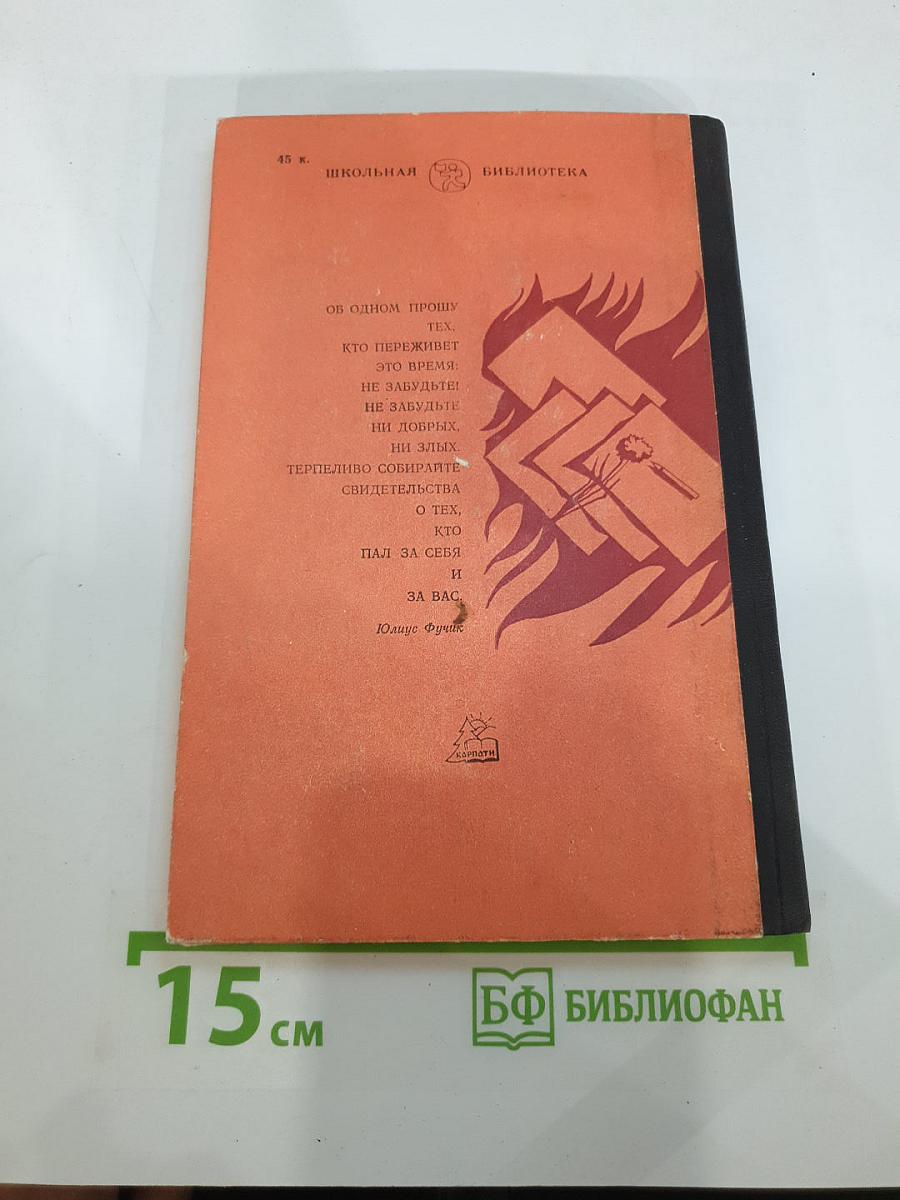 45 к.
ШКОЛЬНАЯ БИБЛИОТЕКА
ОБ ОДНОМ ПРОШУ
ТЕХ,
КТО ПЕРЕЖИВЕТ
ЭТО ВРЕМЯ:
НЕ ЗАБУДЬТЕ!
НЕ ЗАБУДЬТЕ
НИ ДОБРЫХ,
НИ ЗЛЫХ.
ТЕРПЕЛИВО СОБИРАЙТЕ
СВИДЕТЕЛЬСТВА
О ТЕХ,
КТО
ПАЛ ЗА СЕБЯ
И
ЗА ВАС.
Юлиус Фучик
КАРПАТИ
15 см
БФ БИБЛИОФАН